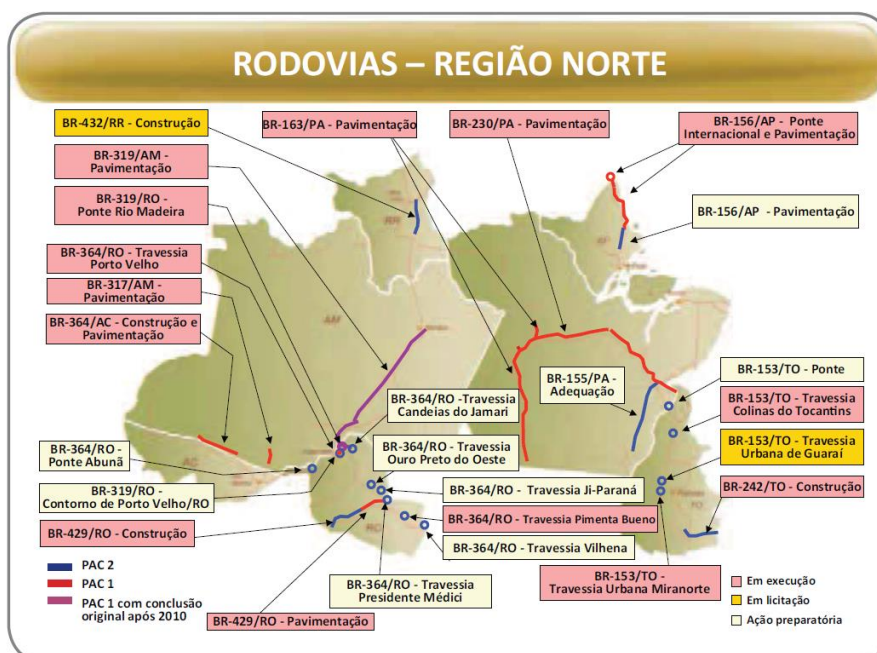 RODOVIAS – REGIÃO NORTE
BR-432/RR - Construção
BR-163/PA - Pavimentação
BR-230/PA - Pavimentação
BR-156/AP - Ponte
Internacional e Pavimentação
BR-319/AM -
Pavimentação
BR-319/RO -
Ponte Rio Madeira
BR-156/AP - Pavimentação
BR-364/RO - Travessia
Porto Velho
BR-317/AM -
Pavimentação
BR-364/AC - Construção e
Pavimentação
RR
AP
AM
AC
RO
TO
BR-364/RO -Travessia
Candeias do Jamari
BR-155/PA -
Adequação
BR-153/TO - Ponte
BR-153/TO - Travessia
Colinas do Tocantins
BR-364/RO -
Ponte Abunã
BR-364/RO - Travessia
Ouro Preto do Oeste
BR-153/TO - Travessia
Urbana de Guaraí
BR-319/RO -
Contorno de Porto Velho/RO
BR-364/RO - Travessia Ji-Paraná
BR-242/TO - Construção
BR-429/RO - Construção
BR-364/RO - Travessia Pimenta Bueno
BR-364/RO - Travessia Vilhena
BR-364/RO - Travessia
Presidente Médici
BR-153/TO -
Travessia Urbana Miranorte
BR-429/RO - Pavimentação
PAC 2
PAC 1
PAC 1 com conclusão
original após 2010
Em execução
Em licitação
Ação preparatória